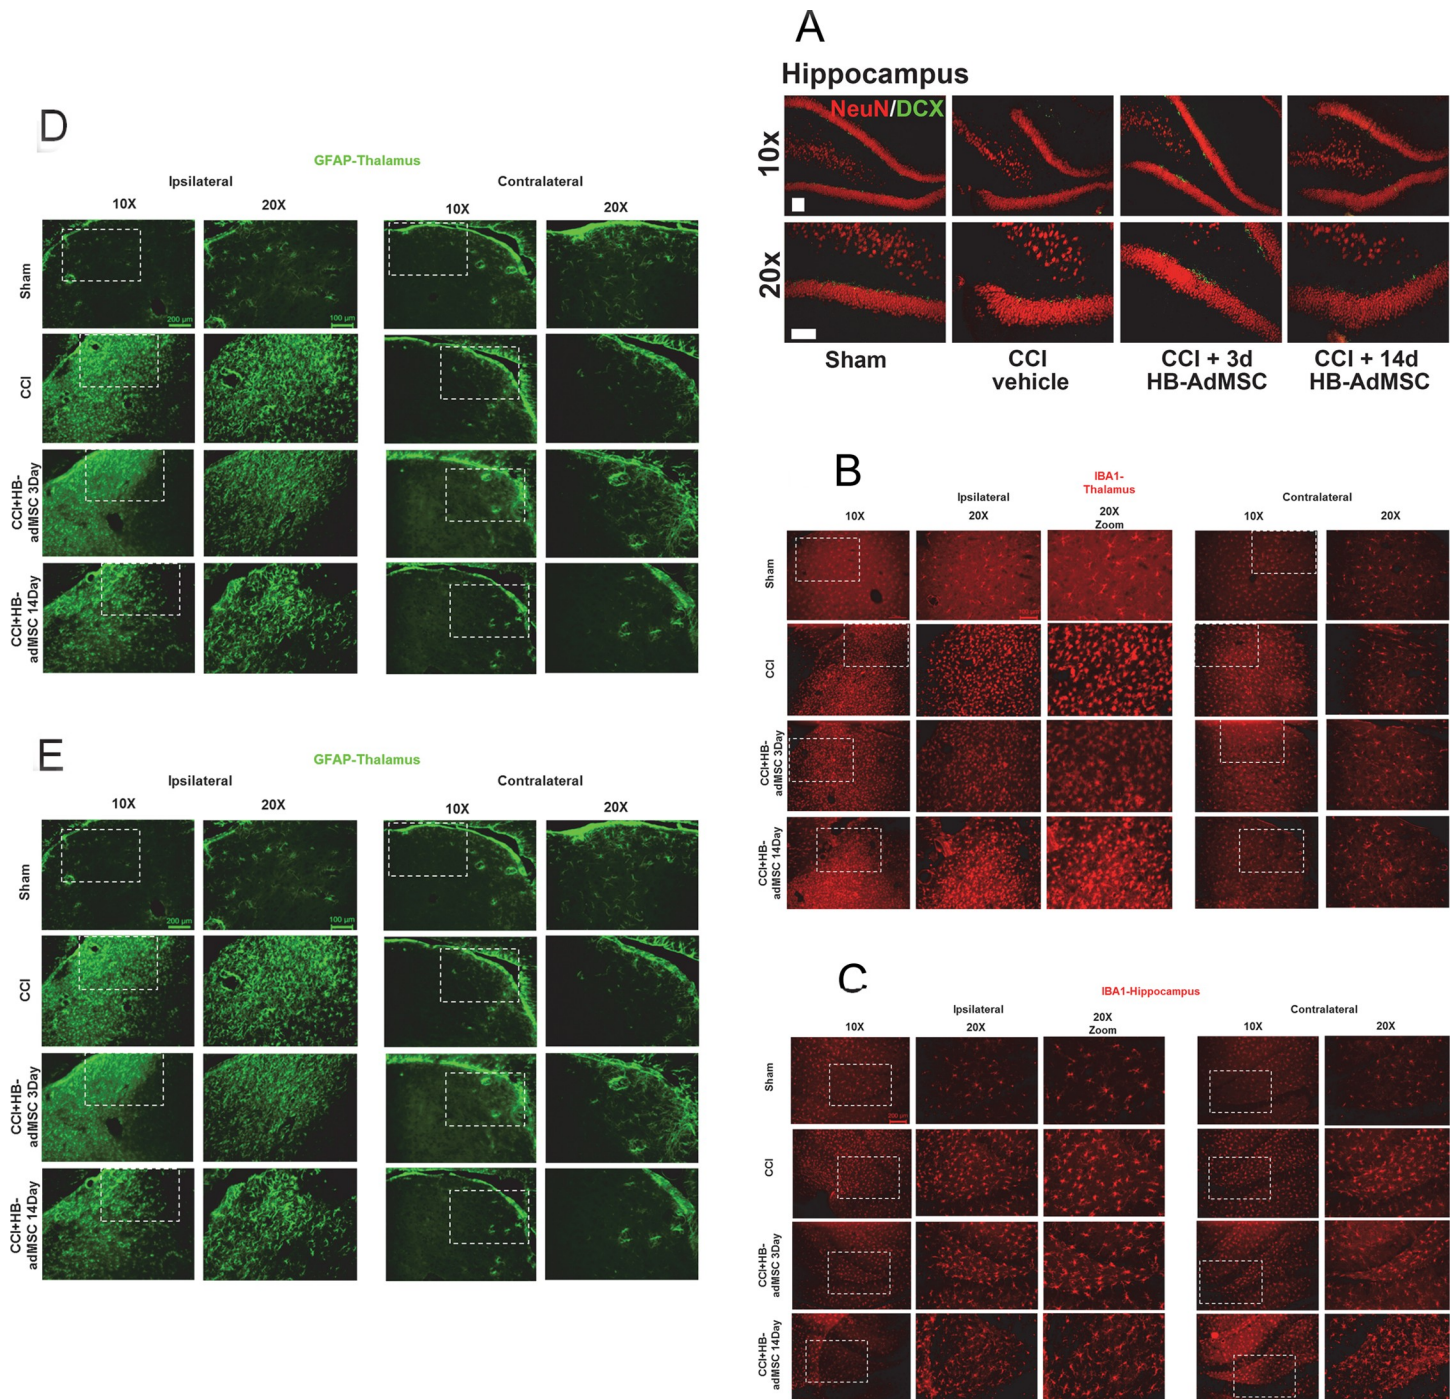 A
Hippocampus
NeuN/DCX
10x
20x
Sham
CCI
vehicle
CCI + 3d
HB-AdMSC
CCI + 14d
HB-AdMSC
D
GFAP-Thalamus
Ipsilateral
Contralateral
10X
20X
10X
20X
Sham
200 µm
100 µm
CCI
CCI+HB-
adMSC 3Day
CCI+HB-
adMSC 14Day
B
IBA1-
Thalamus
Ipsilateral
Contralateral
10X
20X
20X
Zoom
10X
20X
Sham
CCI
CCI+HB-
adMSC 3Day
CCI+HB-
adMSC 14Day
E
GFAP-Thalamus
Ipsilateral
Contralateral
10X
20X
10X
20X
Sham
200 µm
100 µm
CCI
CCI+HB-
adMSC 3Day
CCI+HB-
adMSC 14Day
C
IBA1-Hippocampus
Ipsilateral
Contralateral
10X
20X
20X
Zoom
10X
20X
Sham
200 µm
CCI
CCI+HB-
adMSC 3Day
CCI+HB-
adMSC 14Day